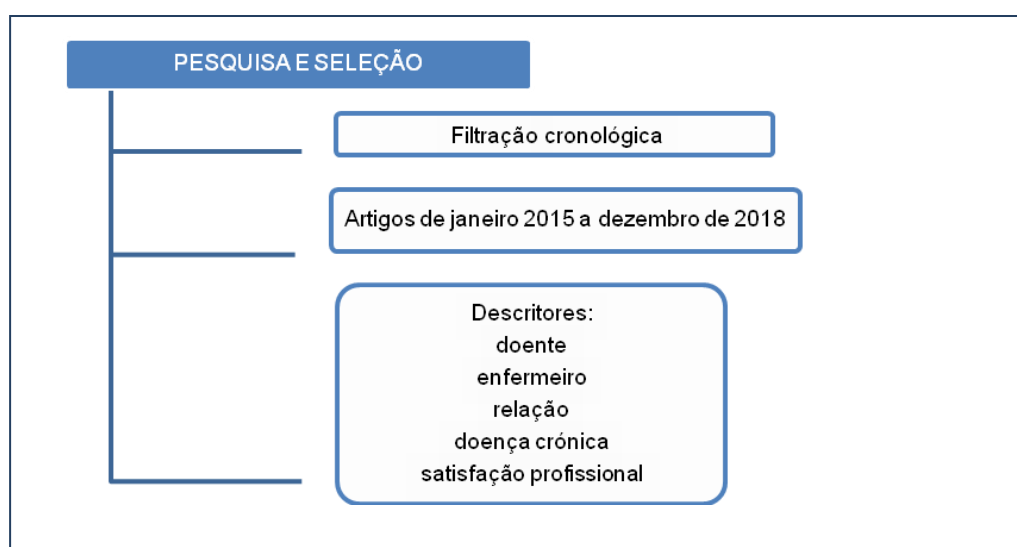 PESQUISA E SELEÇÃO
Filtração cronológica
Artigos de janeiro 2015 a dezembro de 2018
Descritores:
doente
enfermeiro
relação
doença crónica
satisfação profissional